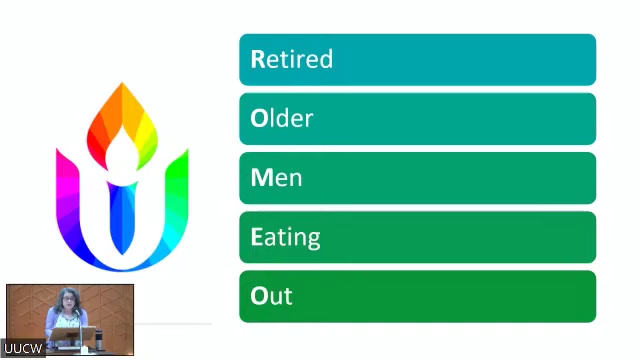 Retired
Older
Men
Eating
Out
UUCW